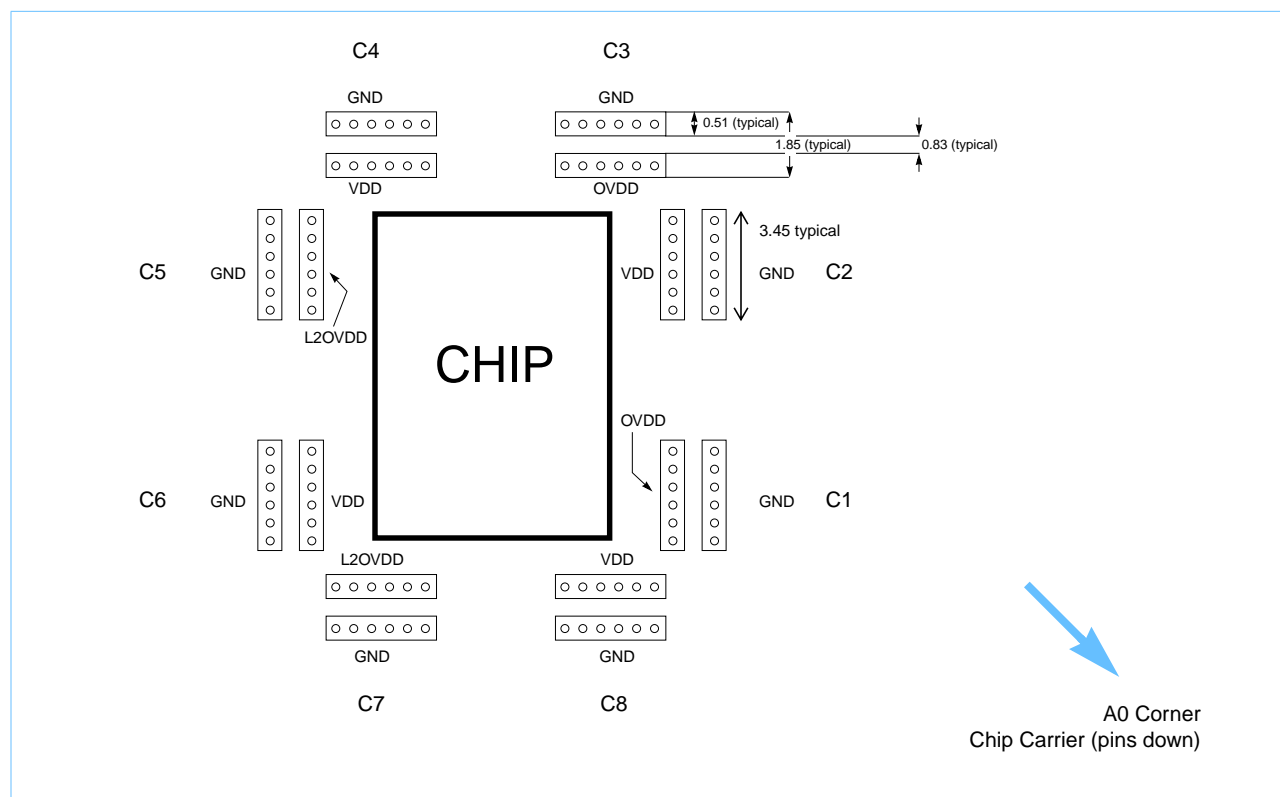 C4
C3
GND
GND
0.51 (typical)
1.85 (typical)
0.83 (typical)
VDD
OVDD
3.45 typical
C5
GND
VDD
GND
C2
L2OVDD
CHIP
OVDD
C6
GND
VDD
GND
C1
L2OVDD
VDD
GND
GND
C7
C8
A0 Corner
Chip Carrier (pins down)